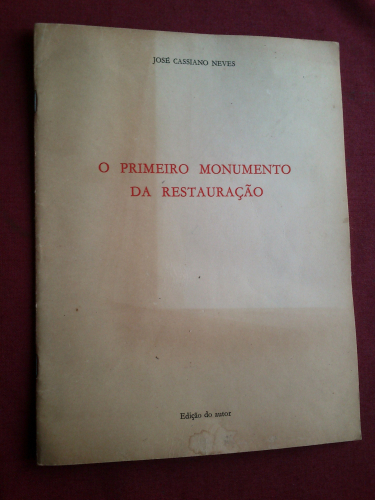 JOSÉ CASSIANO NEVES
O PRIMEIRO MONUMENTO
DA RESTAURAÇÃO
Edição do autor